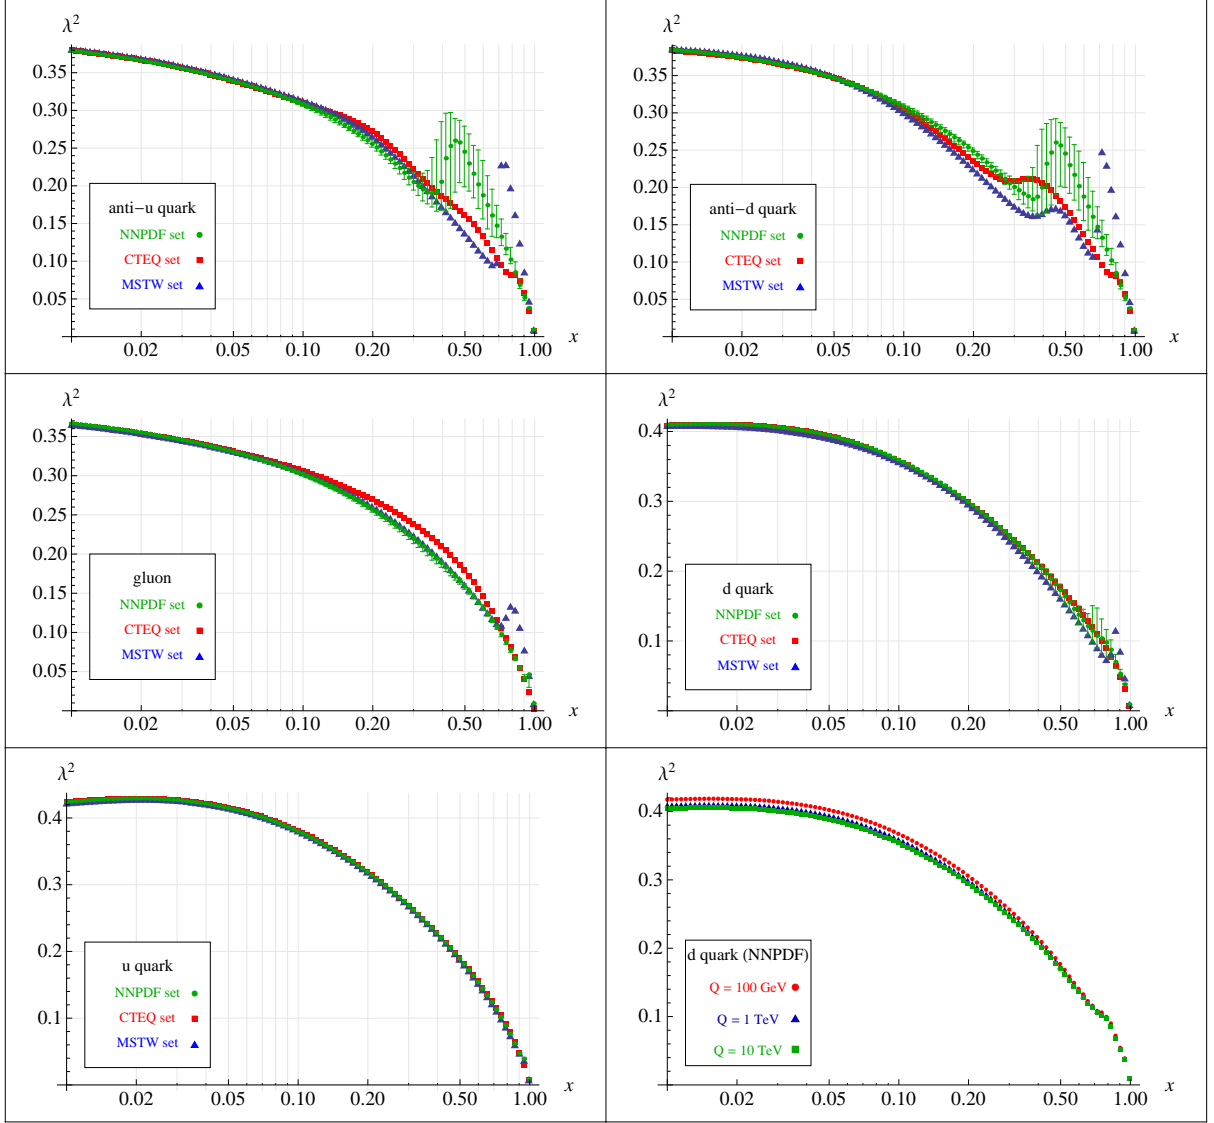 λ²
0.35
0.30
0.25
0.20
0.15
0.10
0.05
anti−u quark
NNPDF set
CTEQ set
MSTW set
0.02 0.05 0.10 0.20 0.50 1.00 x
λ²
0.35
0.30
0.25
0.20
0.15
0.10
0.05
anti−d quark
NNPDF set
CTEQ set
MSTW set
0.02 0.05 0.10 0.20 0.50 1.00 x
λ²
0.35
0.30
0.25
0.20
0.15
0.10
0.05
gluon
NNPDF set
CTEQ set
MSTW set
0.02 0.05 0.10 0.20 0.50 1.00 x
λ²
0.4
0.3
0.2
0.1
d quark
NNPDF set
CTEQ set
MSTW set
0.02 0.05 0.10 0.20 0.50 1.00 x
λ²
0.4
0.3
0.2
0.1
u quark
NNPDF set
CTEQ set
MSTW set
0.02 0.05 0.10 0.20 0.50 1.00 x
λ²
0.4
0.3
0.2
0.1
d quark (NNPDF)
Q = 100 GeV
Q = 1 TeV
Q = 10 TeV
0.02 0.05 0.10 0.20 0.50 1.00 x